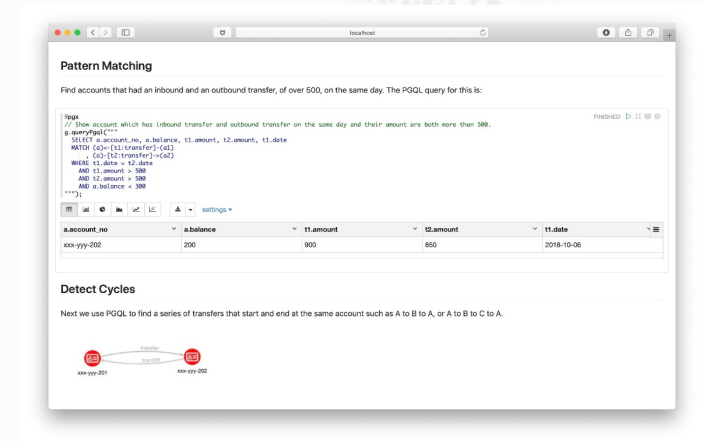 localhost
Pattern Matching
Find accounts that had an inbound and an outbound transfer, of over 500, on the same day. The PGQL query for this is:
%pgx
FINISHED
// Show account which has inbound transfer and outbound transfer on the same day and their amount are both more than 500.
g.queryPgql("""
SELECT a.account_no, a.balance, t1.amount, t2.amount, t1.date
MATCH (a)<-[t1:transfer]-(a1)
, (a)-[t2:transfer]->(a2)
WHERE t1.date = t2.date
AND t1.amount > 500
AND t2.amount > 500
AND a.balance < 300
""");
settings
a.account_no a.balance t1.amount t2.amount t1.date
xxx-yyy-202 200 900 850 2018-10-06
Detect Cycles
Next we use PGQL to find a series of transfers that start and end at the same account such as A to B to A, or A to B to C to A.
transfer
transfer
xxx-yyy-201 xxx-yyy-202